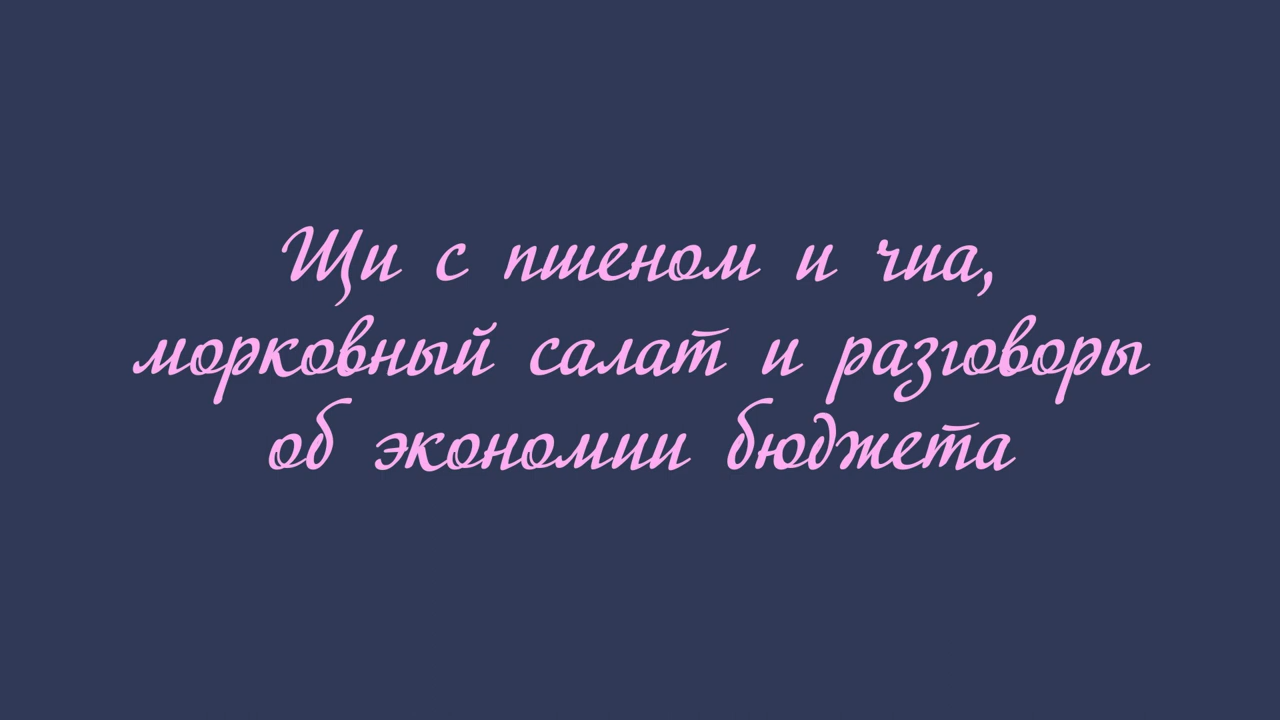 Щи с пшеном и чиа,
морковный салат и разговоры
об экономии бюджета